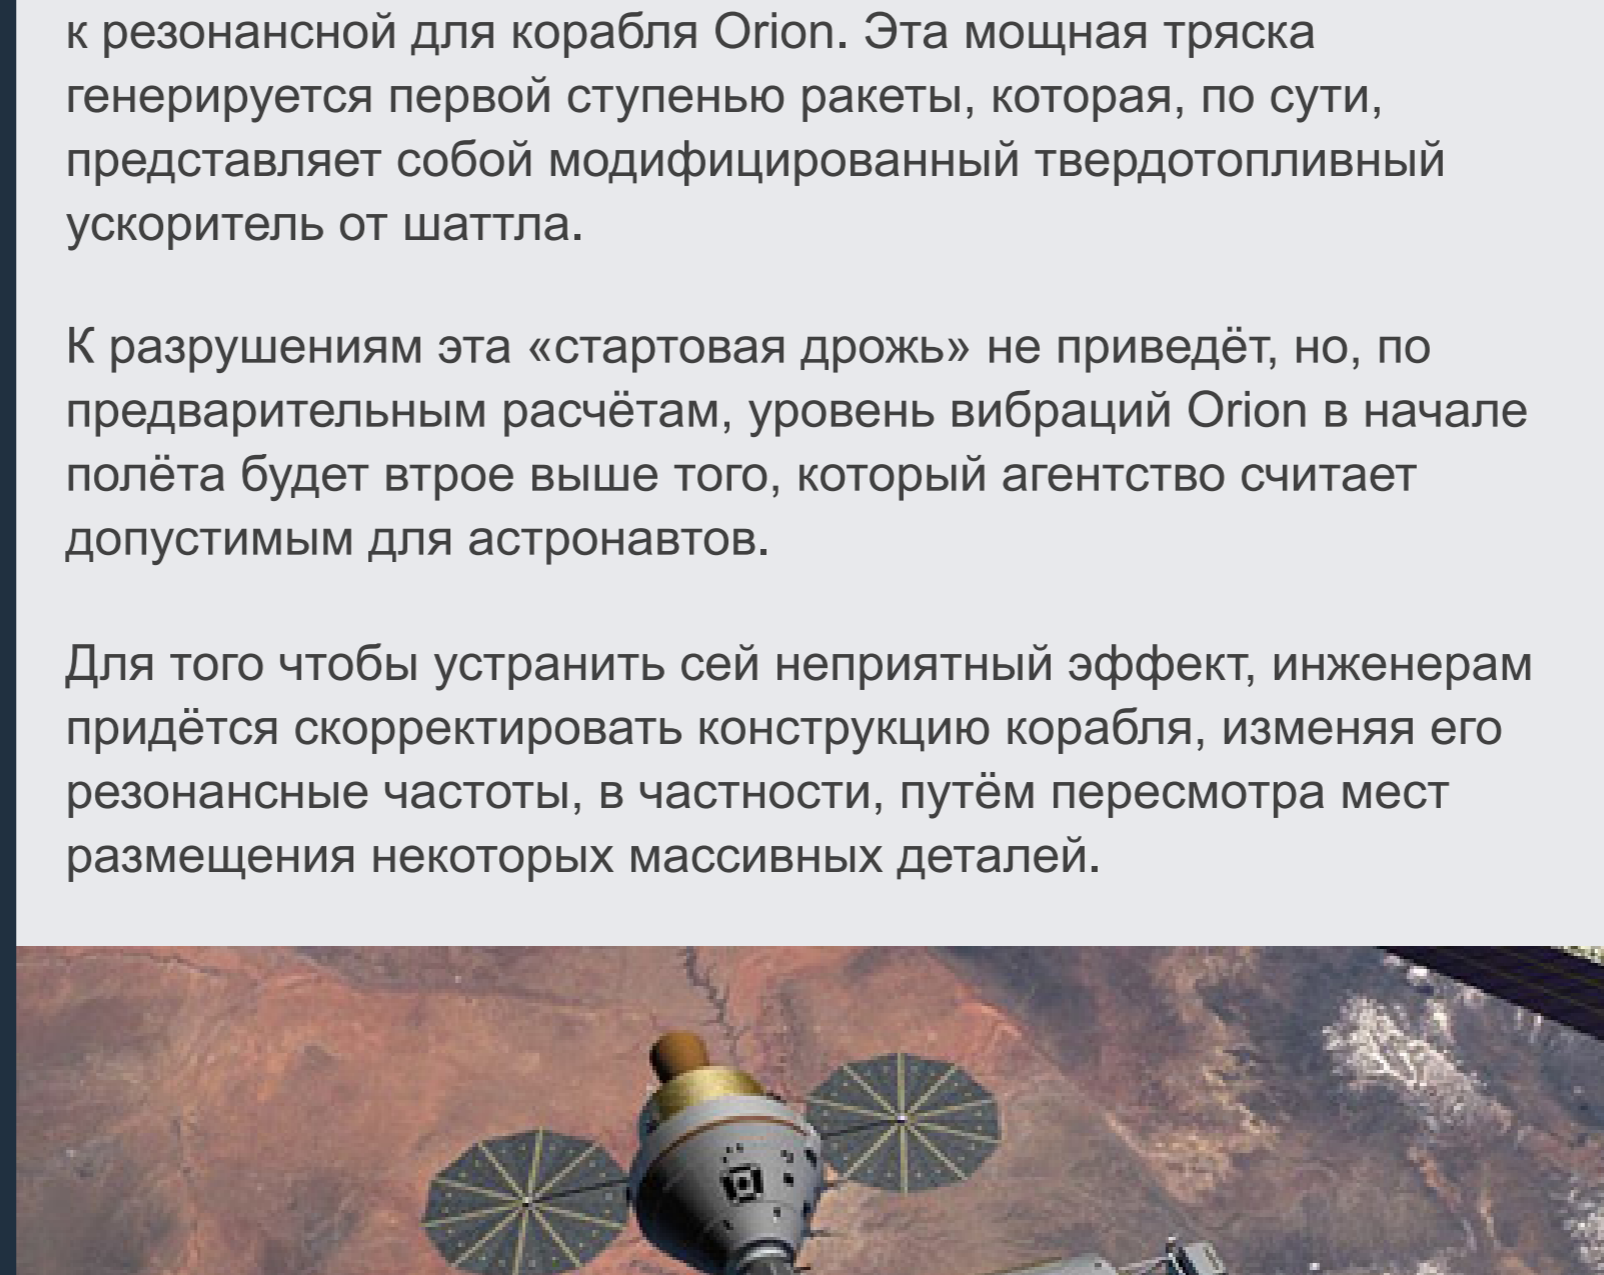 к резонансной для корабля Orion. Эта мощная тряска
генерируется первой ступенью ракеты, которая, по сути,
представляет собой модифицированный твердотопливный
ускоритель от шаттла.
К разрушениям эта «стартовая дрожь» не приведёт, но, по
предварительным расчётам, уровень вибраций Orion в начале
полёта будет втрое выше того, который агентство считает
допустимым для астронавтов.
Для того чтобы устранить сей неприятный эффект, инженерам
придётся скорректировать конструкцию корабля, изменяя его
резонансные частоты, в частности, путём пересмотра мест
размещения некоторых массивных деталей.